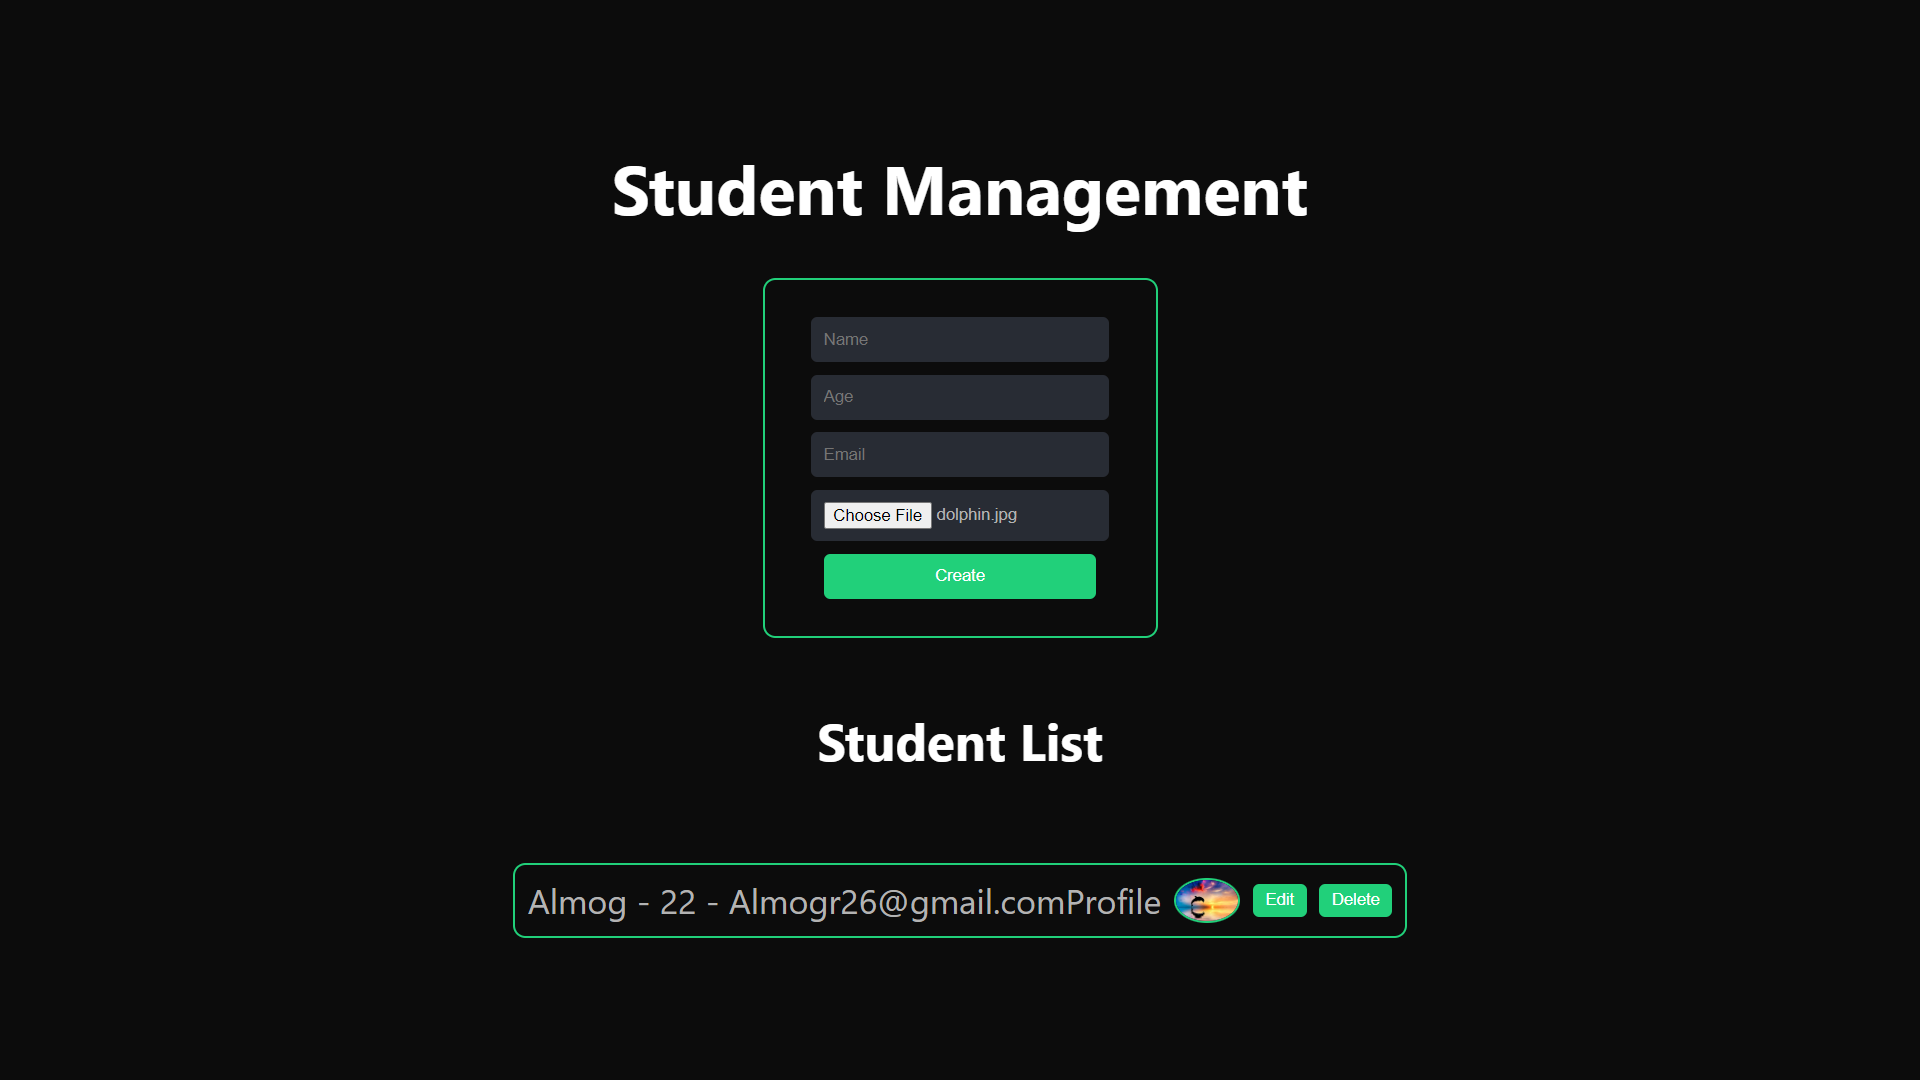 Student Management
Name
Age
Email
Choose File dolphin.jpg
Create
Student List
Almog - 22 - Almogr26@gmail.comProfile Edit Delete